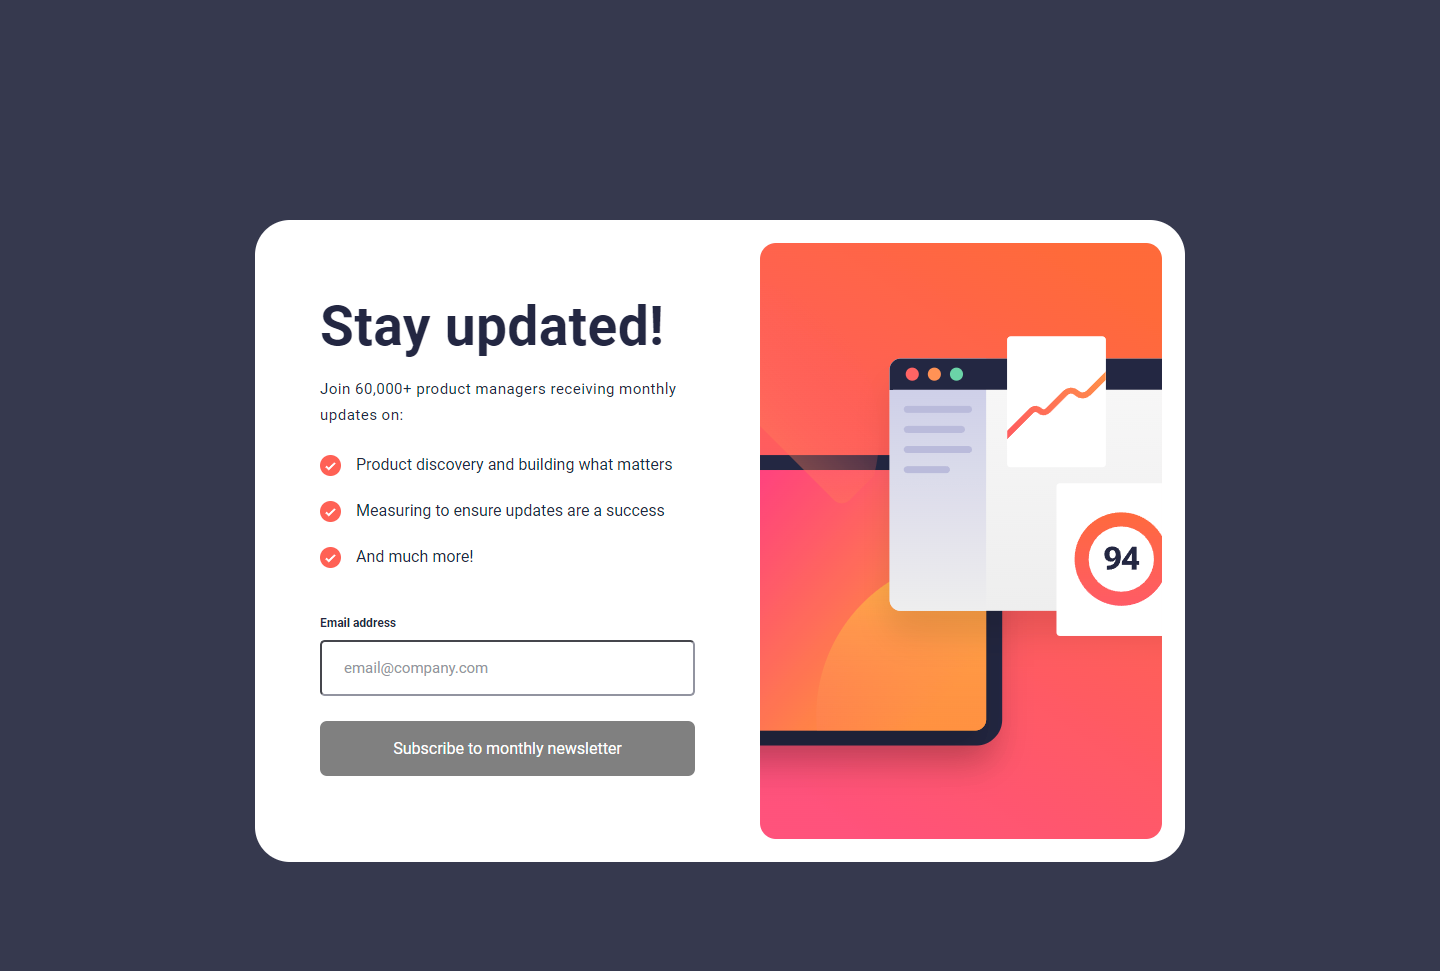 Stay updated!
Join 60,000+ product managers receiving monthly
updates on:
Product discovery and building what matters
Measuring to ensure updates are a success
And much more!
Email address
email@company.com
Subscribe to monthly newsletter
94